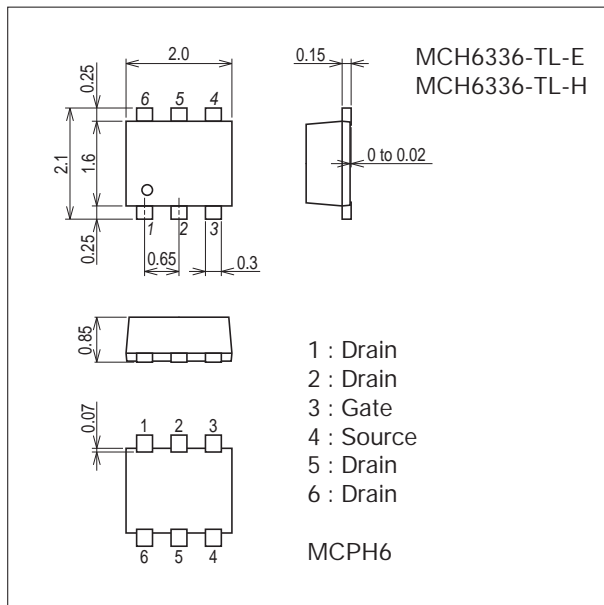 MCH6336-TL-E
MCH6336-TL-H
0.25
2.0
0.15
6 5 4
2.1
1.6
0 to 0.02
0.25
1 2 3
0.65
0.3
0.85
0.07
1 2 3
6 5 4
1 : Drain
2 : Drain
3 : Gate
4 : Source
5 : Drain
6 : Drain
MCPH6